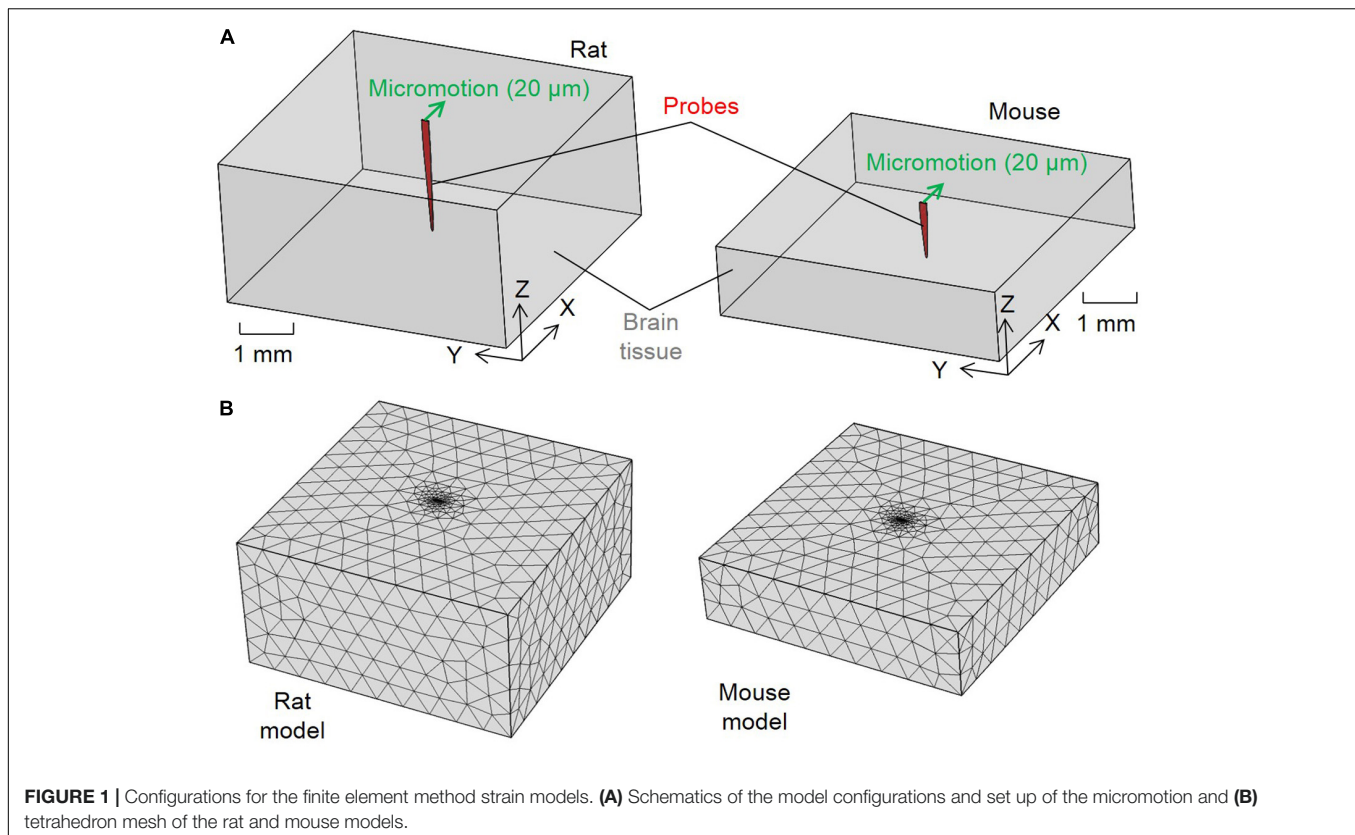 A
Rat
Micromotion (20 µm)
Probes
Mouse
Micromotion (20 µm)
Z
X
Y
1 mm
Brain
tissue
Z
X
Y
1 mm
B
Rat
model
Mouse
model
FIGURE 1 | Configurations for the finite element method strain models. (A) Schematics of the model configurations and set up of the micromotion and (B)
tetrahedron mesh of the rat and mouse models.